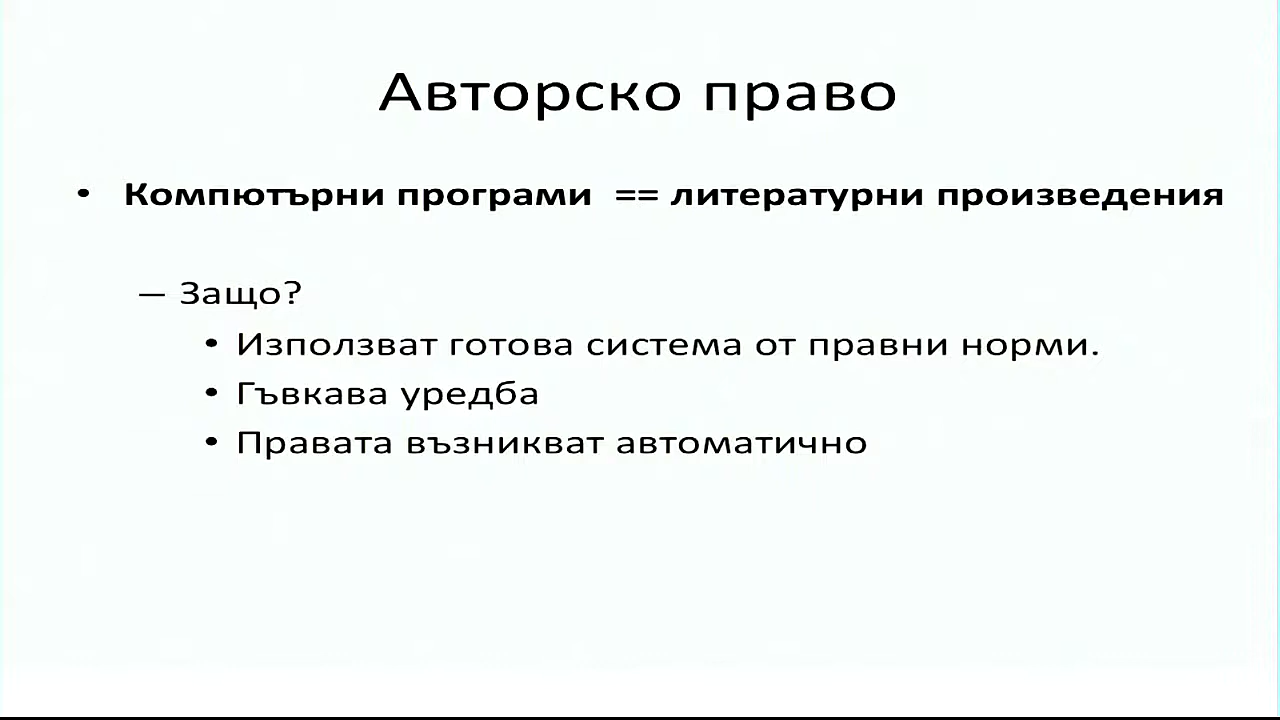 Авторско право
• Компютърни програми == литературни произведения
– Защо?
• Използват готова система от правни норми.
• Гъвкава уредба
• Правата възникват автоматично